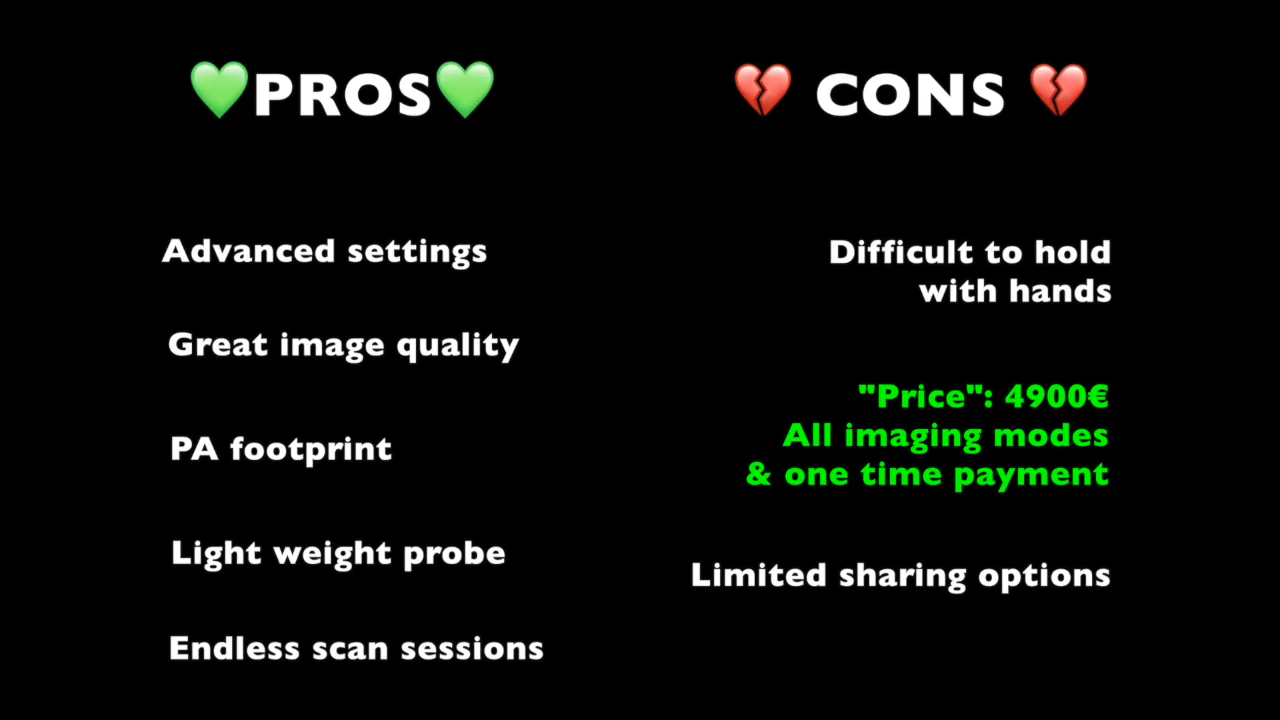 💚PROS💚
Advanced settings
Great image quality
PA footprint
Light weight probe
Endless scan sessions
💔 CONS 💔
Difficult to hold
with hands
"Price": 4900€
All imaging modes
& one time payment
Limited sharing options